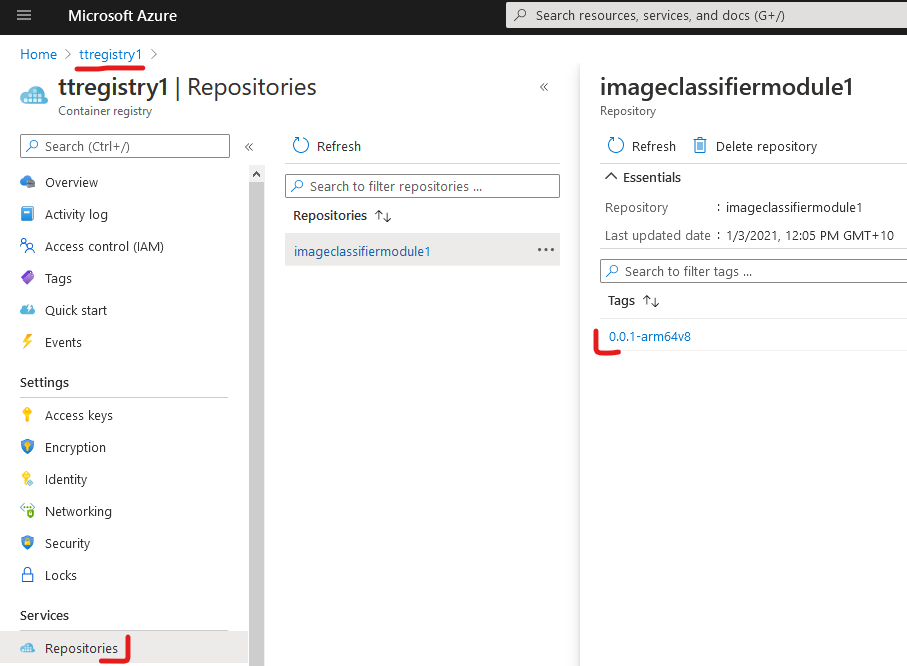 Microsoft Azure
Search resources, services, and docs (G+/)
Home > ttregistry1 >
ttregistry1 | Repositories
Container registry
Search (Ctrl+/)
«
Overview
Activity log
Access control (IAM)
Tags
Quick start
Events
Settings
Access keys
Encryption
Identity
Networking
Security
Locks
Services
Repositories
«
Refresh
Search to filter repositories ...
Repositories ↑↓
imageclassifiermodule1 ...
imageclassifiermodule1
Repository
Refresh Delete repository
Essentials
Repository : imageclassifiermodule1
Last updated date : 1/3/2021, 12:05 PM GMT+10
Search to filter tags ...
Tags ↑↓
0.0.1-arm64v8